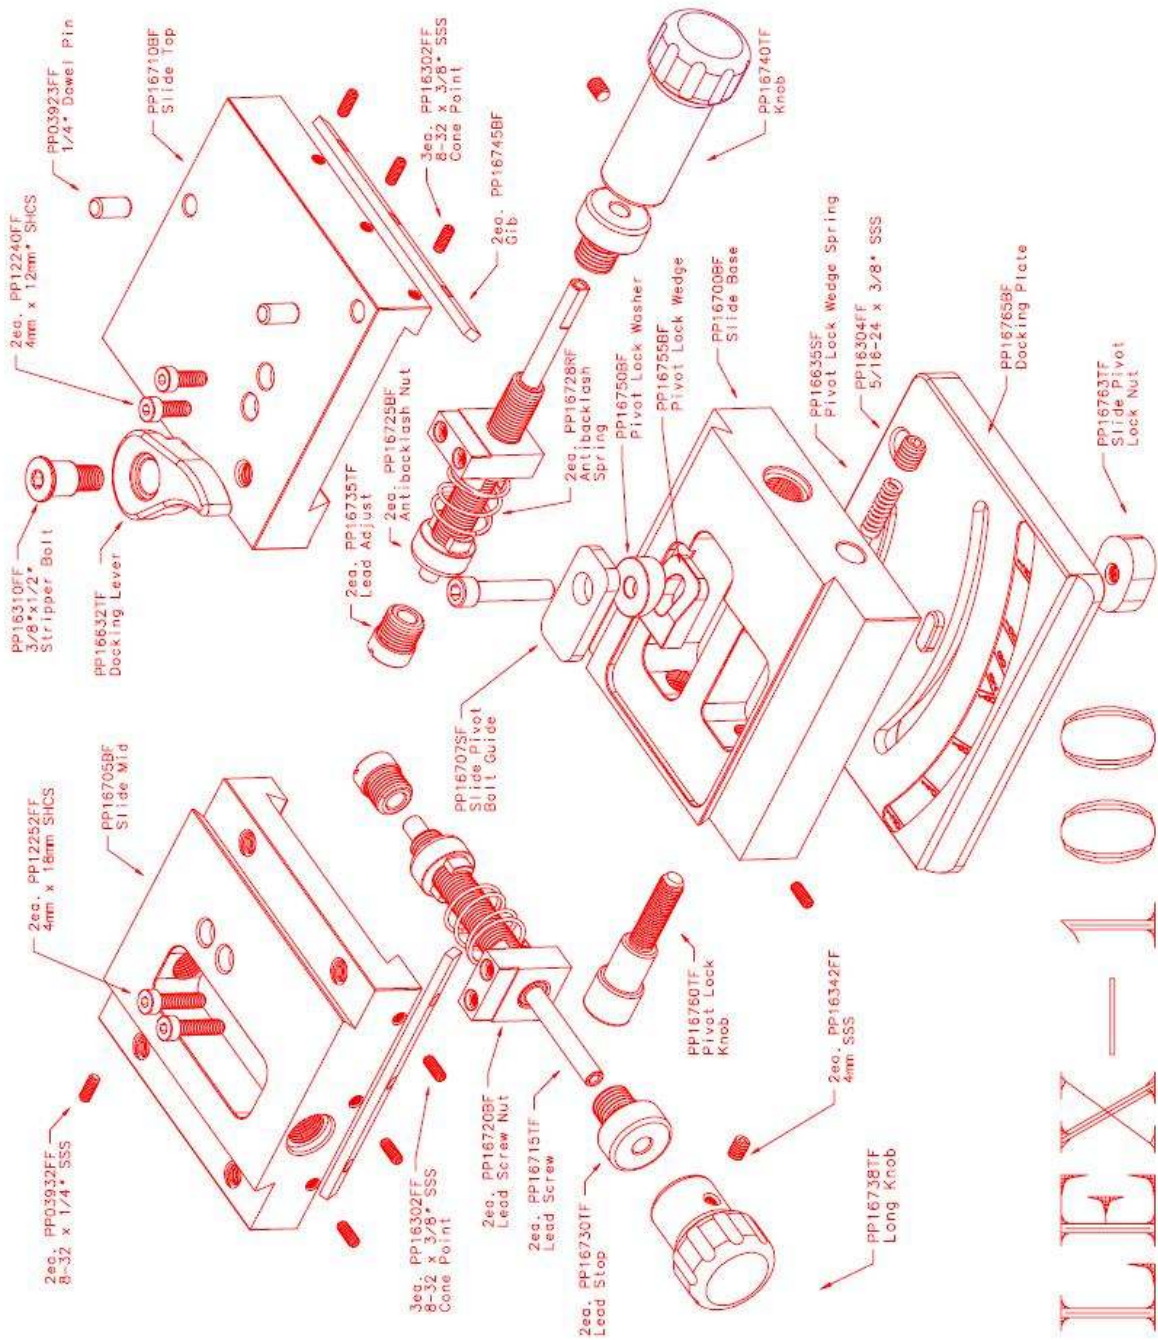 PP03923FF
1/4" Dowel Pin
PP16710BF
Slide Top
2ea. PP12240FF
4mm x 12mm" SHCS
PP16310FF
3/8"x1/2"
Stripper Bolt
PP16632TF
Docking Lever
3ea. PP16302FF
8-32 x 3/8" SSS
Cone Point
2ea. PP16745BF
Gib
PP16740TF
Knob
2ea. PP16735TF
Lead Adjust
2ea. PP16725BF
Antibacklash Nut
2ea. PP16728RF
Antibacklash
Spring
PP16750BF
Pivot Lock Washer
PP16755BF
Pivot Lock Wedge
PP16700BF
Slide Base
PP16635SF
Pivot Lock Wedge Spring
PP16304FF
5/16-24 x 3/8" SSS
PP16765BF
Docking Plate
PP16763TF
Slide Pivot
Lock Nut
PP16707SF
Slide Pivot
Bolt Guide
PP16705BF
Slide Mid
2ea. PP12252FF
4mm x 18mm SHCS
2ea. PP03932FF
8-32 x 1/4" SSS
3ea. PP16302FF
8-32 x 3/8" SSS
Cone Point
2ea. PP16720BF
Lead Screw Nut
2ea. PP16715TF
Lead Screw
2ea. PP16730TF
Lead Stop
PP16760TF
Pivot Lock
Knob
2ea. PP16342FF
4mm SSS
PP16738TF
Long Knob
LEX-100